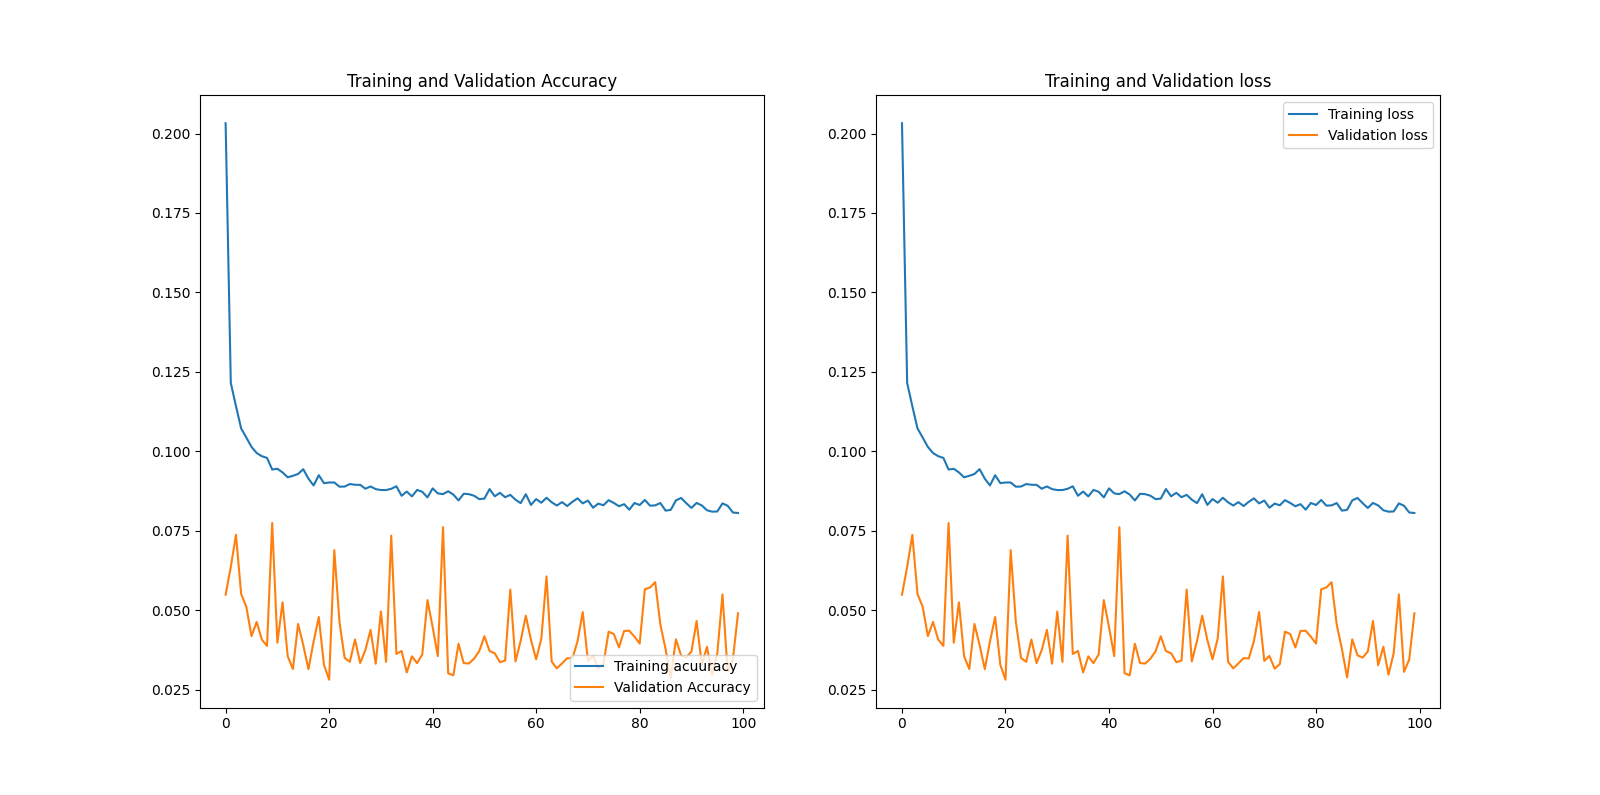 Training and Validation Accuracy
0.200
0.175
0.150
0.125
0.100
0.075
0.050
0.025
0 20 40 60 80 100
Training acuuracy
Validation Accuracy
Training and Validation loss
Training loss
Validation loss
0.200
0.175
0.150
0.125
0.100
0.075
0.050
0.025
0 20 40 60 80 100